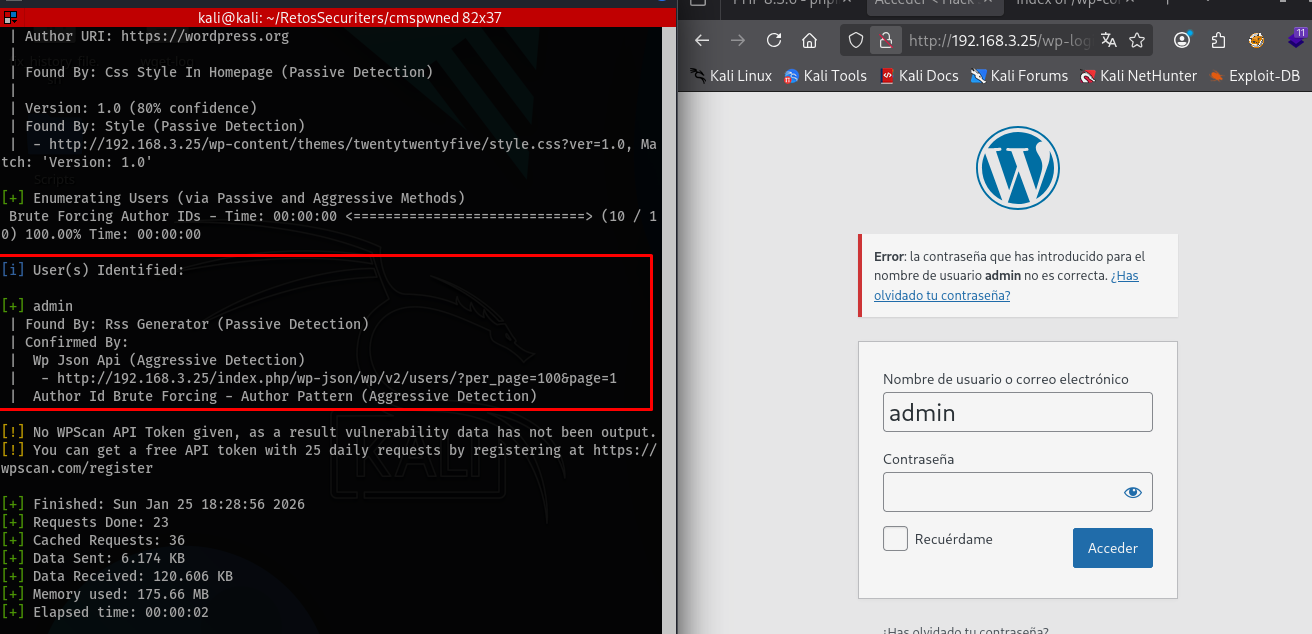 kali@kali: ~/RetosSecuriters/cmspwned 82x37
| Author URI: https://wordpress.org
|
| Found By: Css Style In Homepage (Passive Detection)
|
| Version: 1.0 (80% confidence)
| Found By: Style (Passive Detection)
|  - http://192.168.3.25/wp-content/themes/twentytwentyfive/style.css?ver=1.0, Ma
tch: 'Version: 1.0'
Scripts
[+] Enumerating Users (via Passive and Aggressive Methods)
Brute Forcing Author IDs - Time: 00:00:00 <=============================> (10 / 1
0) 100.00% Time: 00:00:00
[i] User(s) Identified:
[+] admin
| Found By: Rss Generator (Passive Detection)
| Confirmed By:
|  Wp Json Api (Aggressive Detection)
|   - http://192.168.3.25/index.php/wp-json/wp/v2/users/?per_page=100&page=1
|  Author Id Brute Forcing - Author Pattern (Aggressive Detection)
[!] No WPScan API Token given, as a result vulnerability data has not been output.
[!] You can get a free API token with 25 daily requests by registering at https://
wpscan.com/register
KALI
[+] Finished: Sun Jan 25 18:28:56 2026
[+] Requests Done: 23
[+] Cached Requests: 36
[+] Data Sent: 6.174 KB
[+] Data Received: 120.606 KB
[+] Memory used: 175.66 MB
[+] Elapsed time: 00:00:02
http://192.168.3.25/wp-log
11
Kali Linux Kali Tools Kali Docs Kali Forums Kali NetHunter Exploit-DB
Error: la contraseña que has introducido para el
nombre de usuario admin no es correcta. ¿Has
olvidado tu contraseña?
Nombre de usuario o correo electrónico
admin
Contraseña
Recuérdame
Acceder
¿Has olvidado tu contraseña?